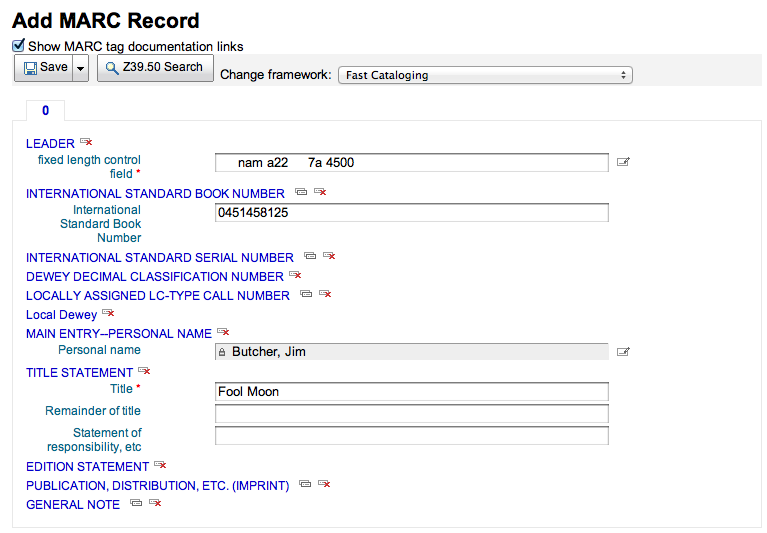 Add MARC Record
Show MARC tag documentation links
Save Z39.50 Search Change framework: Fast Cataloging
0
LEADER
fixed length control
field * nam a22 7a 4500
INTERNATIONAL STANDARD BOOK NUMBER
International
Standard Book
Number 0451458125
INTERNATIONAL STANDARD SERIAL NUMBER
DEWEY DECIMAL CLASSIFICATION NUMBER
LOCALLY ASSIGNED LC-TYPE CALL NUMBER
Local Dewey
MAIN ENTRY--PERSONAL NAME
Personal name Butcher, Jim
TITLE STATEMENT
Title * Fool Moon
Remainder of title
Statement of
responsibility, etc
EDITION STATEMENT
PUBLICATION, DISTRIBUTION, ETC. (IMPRINT)
GENERAL NOTE